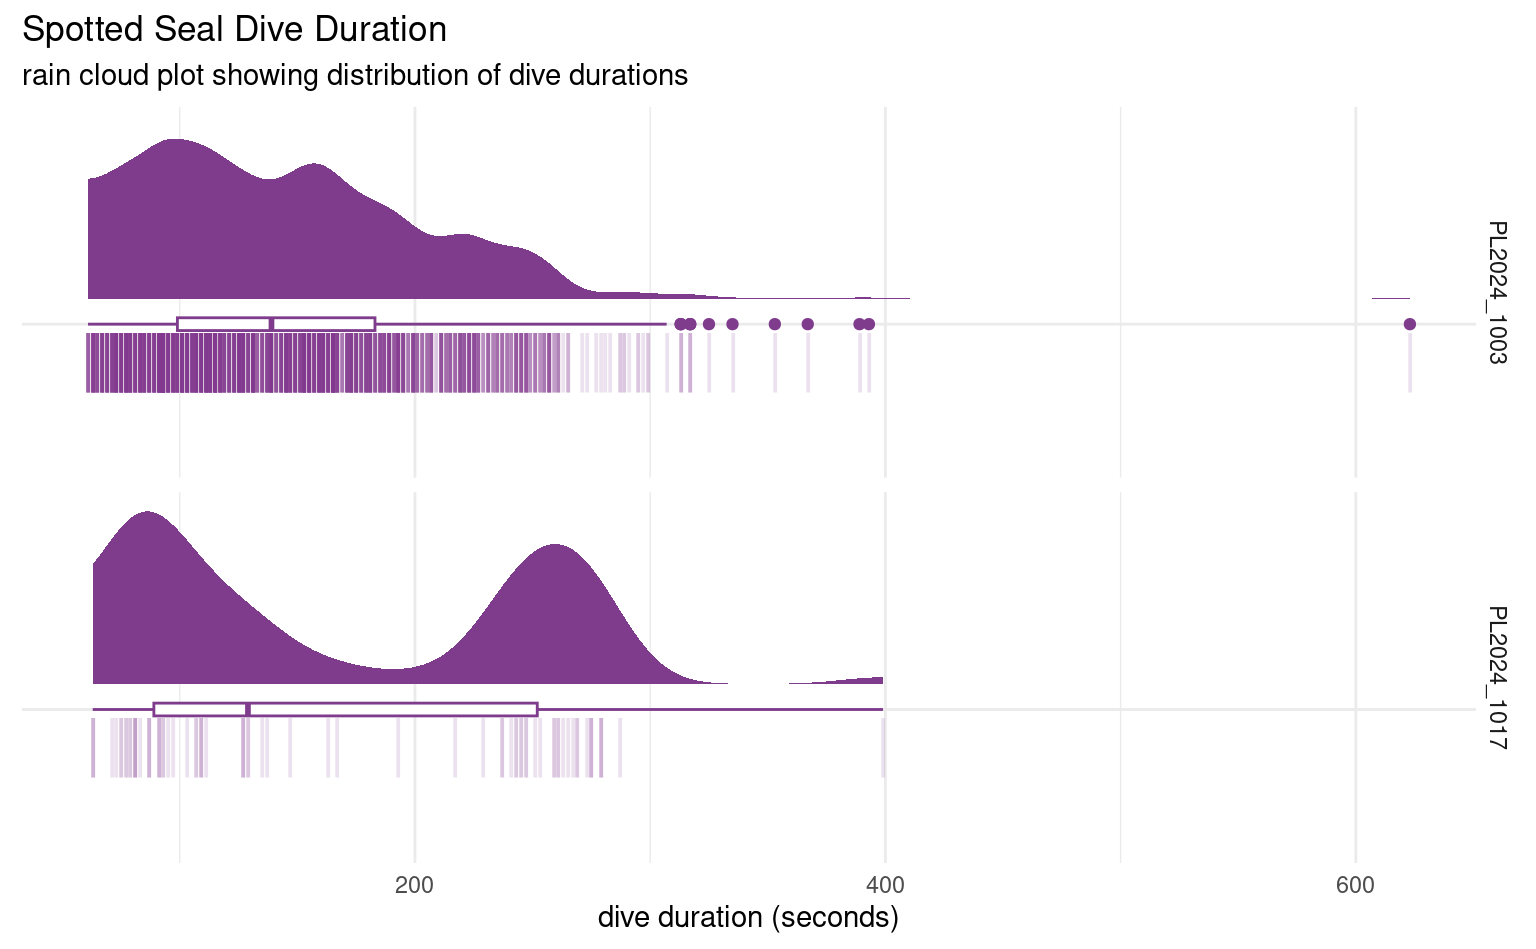 Spotted Seal Dive Duration
rain cloud plot showing distribution of dive durations
PL2024_1003
PL2024_1017
200
400
600
dive duration (seconds)